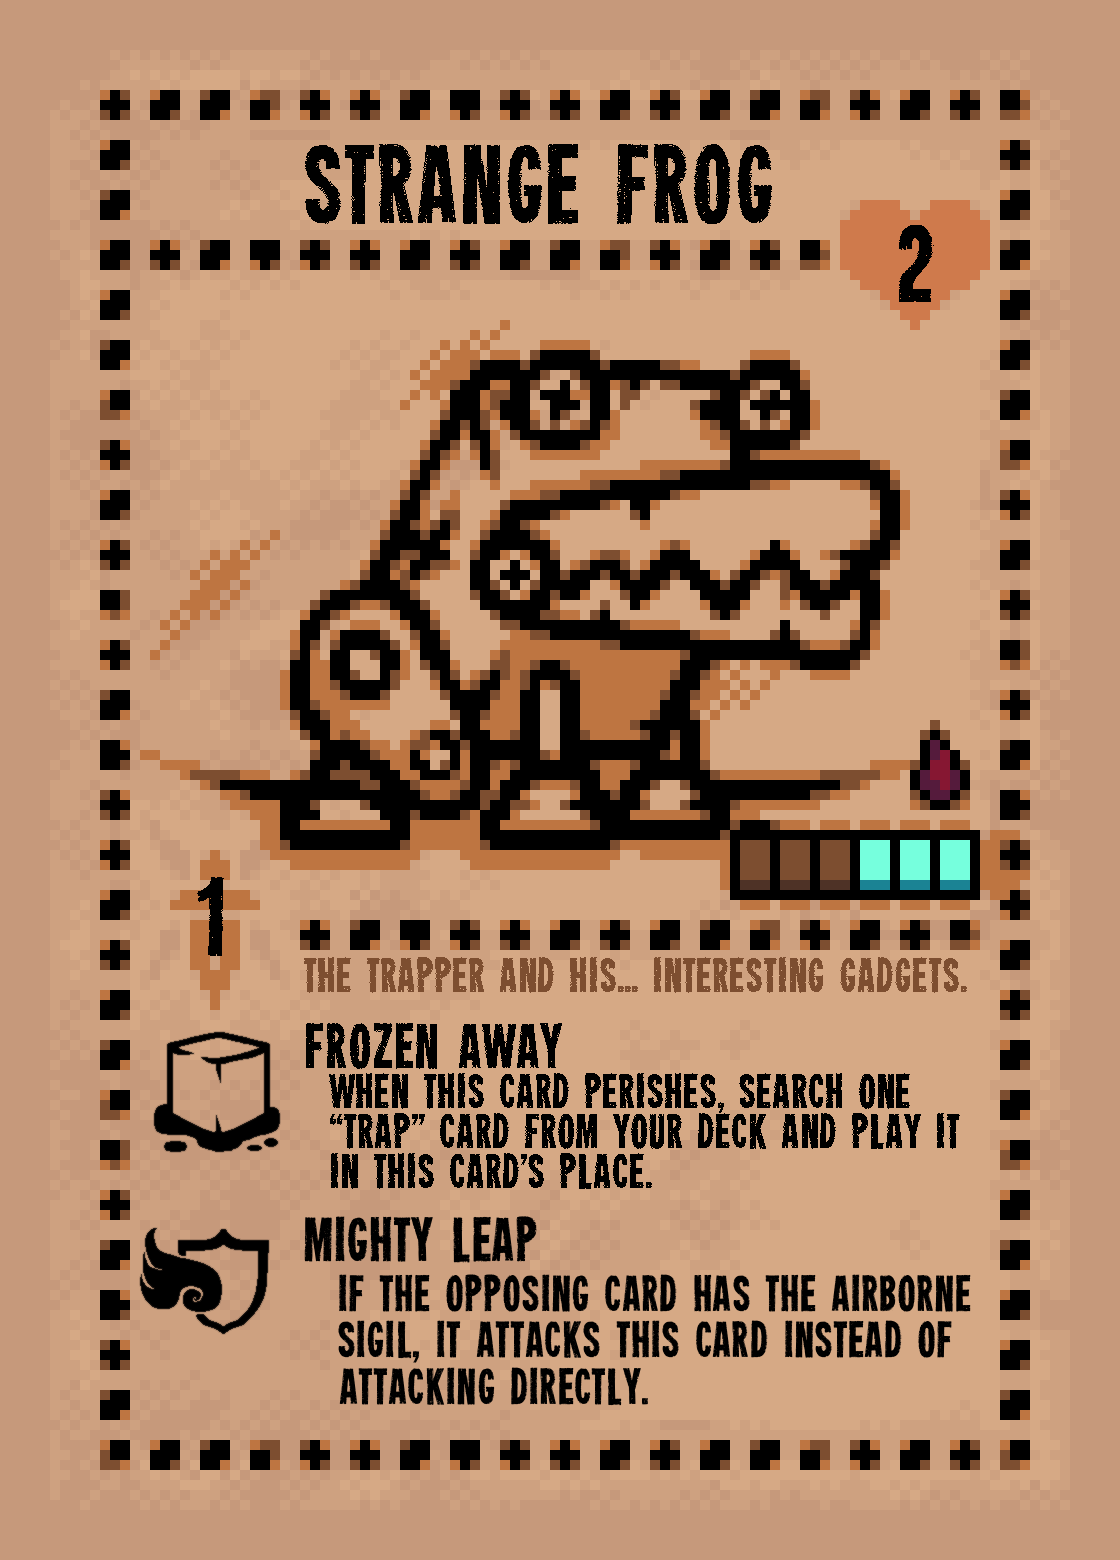 STRANGE FROG
2
1
THE TRAPPER AND HIS... INTERESTING GADGETS.
FROZEN AWAY
WHEN THIS CARD PERISHES, SEARCH ONE
“TRAP” CARD FROM YOUR DECK AND PLAY IT
IN THIS CARD’S PLACE.
MIGHTY LEAP
IF THE OPPOSING CARD HAS THE AIRBORNE
SIGIL, IT ATTACKS THIS CARD INSTEAD OF
ATTACKING DIRECTLY.